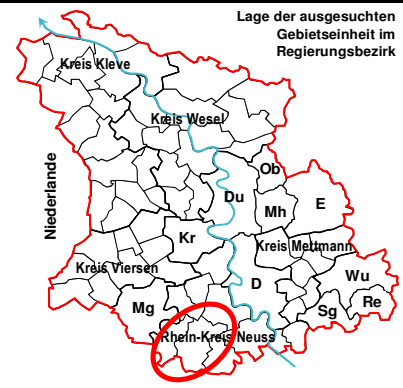 Lage der ausgesuchten
Gebietseinheit im
Regierungsbezirk
Kreis Kleve
Kreis Wesel
Niederlande
Ob
Du
Mh
E
Kr
Kreis Mettmann
Kreis Viersen
Wu
D
Mg
Sg
Re
Rhein-Kreis Neuss